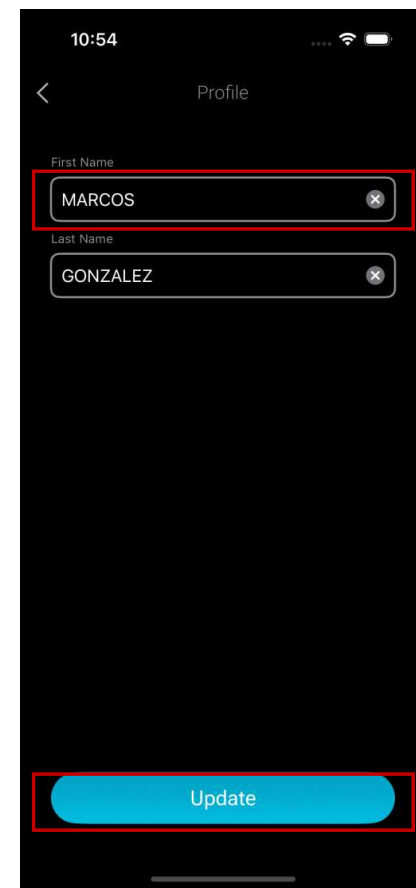 10:54
Profile
First Name
MARCOS
Last Name
GONZALEZ
Update